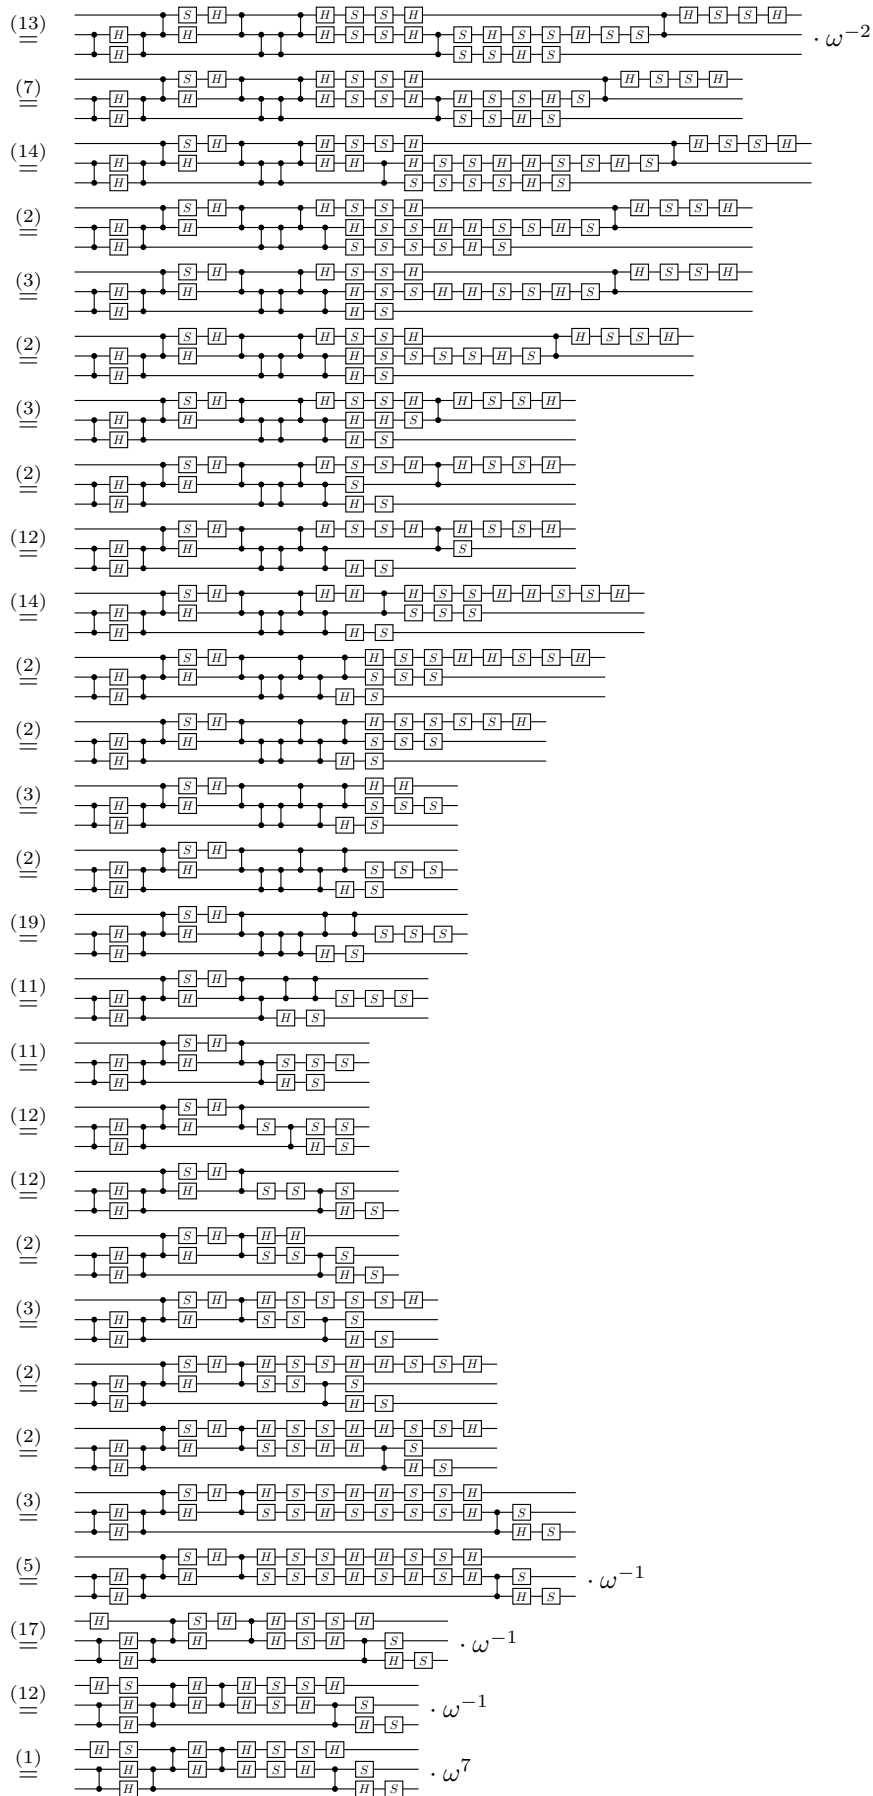 (13) S H H S S H H S S H
= H H H S S H S H S S H S S · ω⁻²
H S S H S
(7) S H H S S H H S S H
= H H H S S H H S S H S
H S S H S
(14) S H H S S H H S S H
= H H H H H S S H H S S H S
H S S S S H S
(2) S H H S S H H S S H
= H H H S S H H S S H S
H S S S S H S
(3) S H H S S H H S S H
= H H H S S H H S S H S
H H S
(2) S H H S S H H S S H
= H H H S S S S H S
H H S
(3) S H H S S H H S S H
= H H H H S
H H S
(2) S H H S S H H S S H
= H H S
H H S
(12) S H H S S H H S S H
= H H S
H H S
(14) S H H H H S S H H S S H
= H H S S S
H H S
(2) S H H S S H H S S H
= H H S S S
H H S
(2) S H H S S S S H
= H H S S S
H H S
(3) S H H H
= H H S S S
H H S
(2) S H
= H H S S S
H H S
(19) S H
= H H S S S
H H S
(11) S H
= H H S S S
H H S
(11) S H
= H H S S S
H H S
(12) S H
= H H S S S
H H S
(12) S H
= H H S S S
H H S
(2) S H H H
= H H S S S
H H S
(3) S H H S S S S H
= H H S S S
H H S
(2) S H H S S H H S S H
= H H S S S
H H S
(2) S H H S S H H S S H
= H H S S H H S
H H S
(3) S H H S S H H S S H
= H H S S H S S S S H S
H H S
(5) S H H S S H H S S H
= H H S S H S S H S H S · ω⁻¹
H H S
(17) H S H H S S H
= H H H S H S · ω⁻¹
H H S
(12) H S H H S S H
= H H H S H S · ω⁻¹
H H S
(1) H S H H S S H
= H H H S H S · ω⁷
H H S